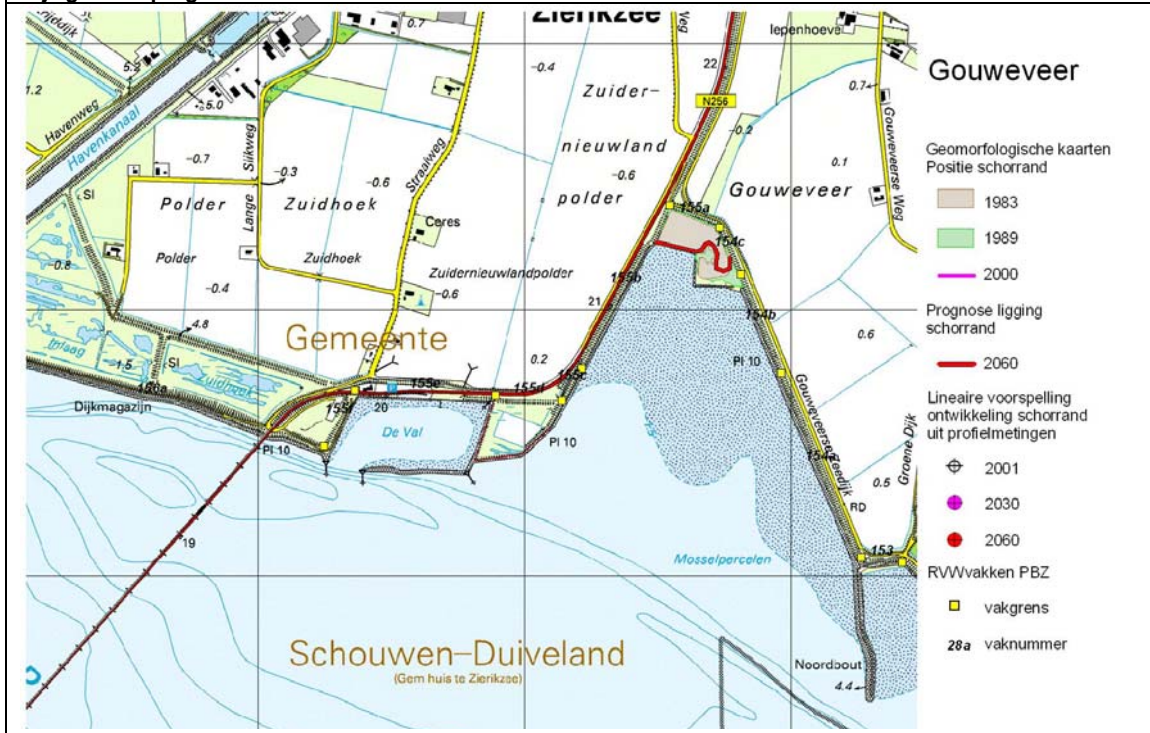 Zierikzee
Iepenhoeve
0.7
5.2
1.2
5.0
Havenweg
Havenkanaal
-0.4
Zuider-
nieuwland
polder
-0.6
22
N256
-0.2
0.7
Gouweveerse Weg
0.1
Gouweveer
Slikweg
Lange
-0.7
-0.3
-0.6
Straalweg
SI
Polder
Zuidhoek
Ceres
155a
154c
155b
Polder
Zuidhoek
Zuidernieuwlandpolder
-0.8
-0.4
-0.6
21
154b
0.6
4.8
Gemeente
0.2
PI 10
Inlaag
1.5
SI
Zuidhoek
155e
155d
155c
Dijkmagazijn
155f
20
De Val
PI 10
PI 10
Gouweveerse Zeedijk
154a
Groene Dijk
0.5
RD
19
153
Mosselpercelen
Schouwen-Duiveland
(Gem huis te Zierikzee)
Noordbout
4.4
Gouweveer
Geomorfologische kaarten
Positie schorrand
1983
1989
2000
Prognose ligging
schorrand
2060
Lineaire voorspelling
ontwikkeling schorrand
uit profielmetingen
2001
2030
2060
RVWvakken PBZ
vakgrens
28a vaknummer